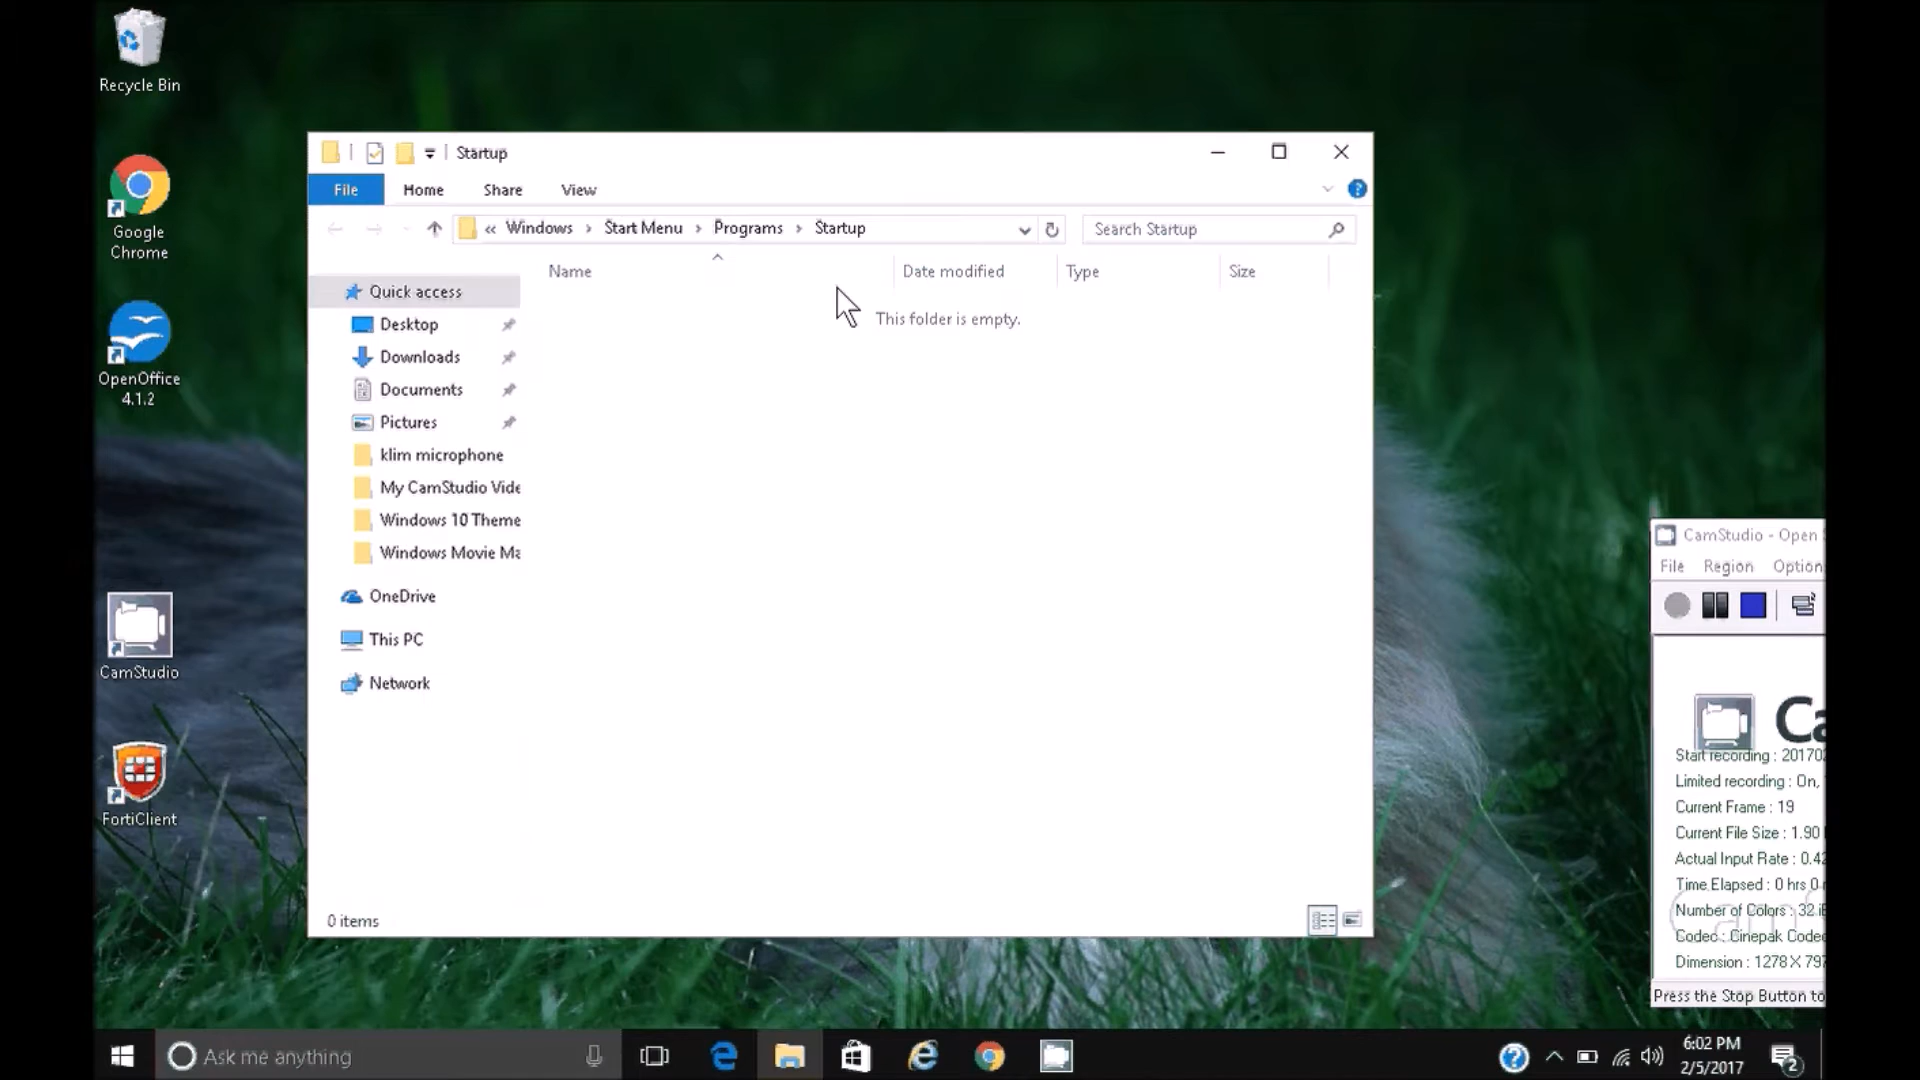 Recycle Bin
Google
Chrome
OpenOffice
4.1.2
CamStudio
FortiClient
Startup
File Home Share View
« Windows › Start Menu › Programs › Startup
Search Startup
Name Date modified Type Size
This folder is empty.
Quick access
Desktop
Downloads
Documents
Pictures
klim microphone
My CamStudio Vide
Windows 10 Theme
Windows Movie Ma
OneDrive
This PC
Network
0 items
CamStudio - Open
File Region Option
Ca
Start recording : 20170
Limited recording : On,
Current Frame : 19
Current File Size : 1.90
Actual Input Rate : 0.42
Time Elapsed : 0 hrs 0
Number of Colors : 32
Codec : Cinepak Codec
Dimension : 1278 X 797
Press the Stop Button to
Ask me anything
6:02 PM
2/5/2017
2